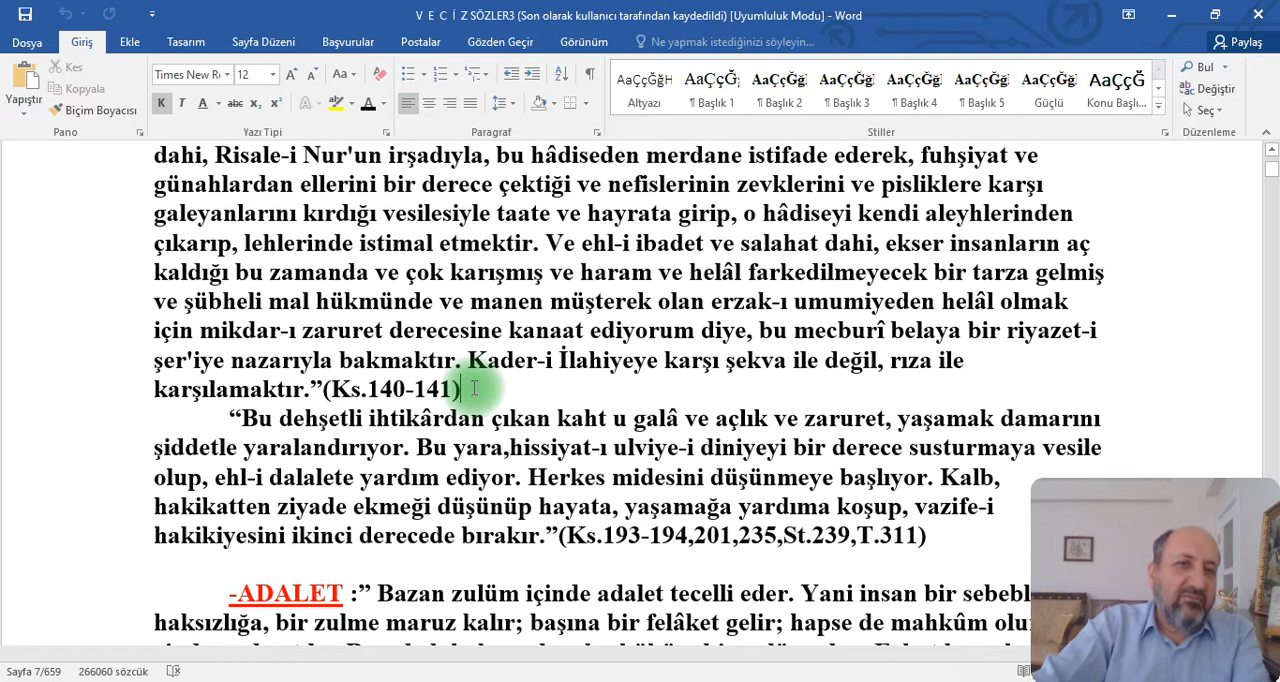 V E C İ Z SÖZLER3 (Son olarak kullanıcı tarafından kaydedildi) [Uyumluluk Modu] - Word
Dosya Giriş Ekle Tasarım Sayfa Düzeni Başvurular Postalar Gözden Geçir Görünüm Ne yapmak istediğinizi söyleyin... Paylaş
Yapıştır
Kes
Kopyala
Biçim Boyacısı
Times New Ro 12
K T A abc x₂ x²
AaÇçĞğH AaÇçĞğ AaÇçĞğ AaÇçĞğ AaÇçĞğ AaÇçĞğ AaÇçĞğ AaÇçĞ
Altyazı ¶ Başlık 1 ¶ Başlık 2 ¶ Başlık 3 ¶ Başlık 4 ¶ Başlık 5 Güçlü Konu Başlı...
Bul
Değiştir
Seç
Pano Yazı Tipi Paragraf Stiller Düzenleme
dahi, Risale-i Nur'un irşadıyla, bu hâdiseden merdane istifade ederek, fuhşiyat ve
günahlardan ellerini bir derece çektiği ve nefislerinin zevklerini ve pisliklere karşı
galeyanlarını kırdığı vesilesiyle taate ve hayrata girip, o hâdiseyi kendi aleyhlerinden
çıkarıp, lehlerinde istimal etmektir. Ve ehl-i ibadet ve salahat dahi, ekser insanların aç
kaldığı bu zamanda ve çok karışmış ve haram ve helâl farkedilmeyecek bir tarza gelmiş
ve şübheli mal hükmünde ve manen müşterek olan erzak-ı umumiyeden helâl olmak
için mikdar-ı zaruret derecesine kanaat ediyorum diye, bu mecburî belaya bir riyazet-i
şer'iye nazarıyla bakmaktır. Kader-i İlahiyeye karşı şekva ile değil, rıza ile
karşılamaktır.”(Ks.140-141)
“Bu dehşetli ihtikârdan çıkan kaht u galâ ve açlık ve zaruret, yaşamak damarını
şiddetle yaralandırıyor. Bu yara,hissiyat-ı ulviye-i diniyeyi bir derece susturmaya vesile
olup, ehl-i dalalete yardım ediyor. Herkes midesini düşünmeye başlıyor. Kalb,
hakikatten ziyade ekmeği düşünüp hayata, yaşamağa yardıma koşup, vazife-i
hakikiyesini ikinci derecede bırakır.”(Ks.193-194,201,235,St.239,T.311)
-ADALET :” Bazan zulüm içinde adalet tecelli eder. Yani insan bir sebeble
haksızlığa, bir zulme maruz kalır; başına bir felâket gelir; hapse de mahkûm
Sayfa 7/659 266060 sözcük